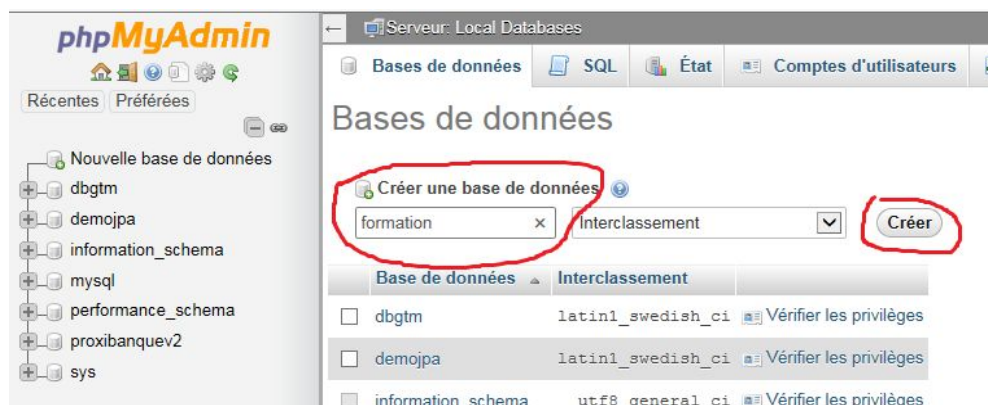 phpMyAdmin
Récentes Préférées
Nouvelle base de données
dbgtm
demojpa
information_schema
mysql
performance_schema
proxibanquev2
sys
Serveur: Local Databases
Bases de données SQL État Comptes d'utilisateurs
Bases de données
Créer une base de données
formation × Interclassement Créer
Base de données Interclassement
dbgtm latin1_swedish_ci Vérifier les privilèges
demojpa latin1_swedish_ci Vérifier les privilèges
information_schema utf8_general_ci Vérifier les privilèges